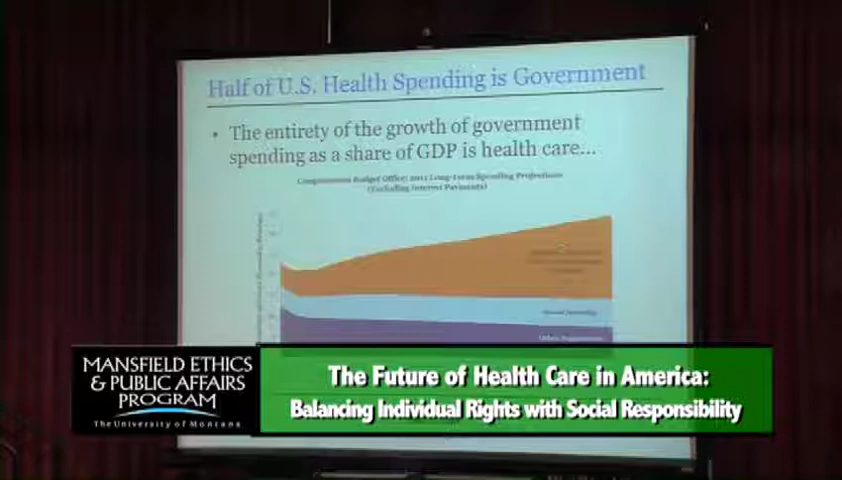 Half of U.S. Health Spending is Government
• The entirety of the growth of government
spending as a share of GDP is health care...
Congressional Budget Office: 2011 Long-Term Spending Projections
(Excluding Interest Payments)
Social Security
Other
MANSFIELD ETHICS
& PUBLIC AFFAIRS
PROGRAM
The University of Montana
The Future of Health Care in America:
Balancing Individual Rights with Social Responsibility